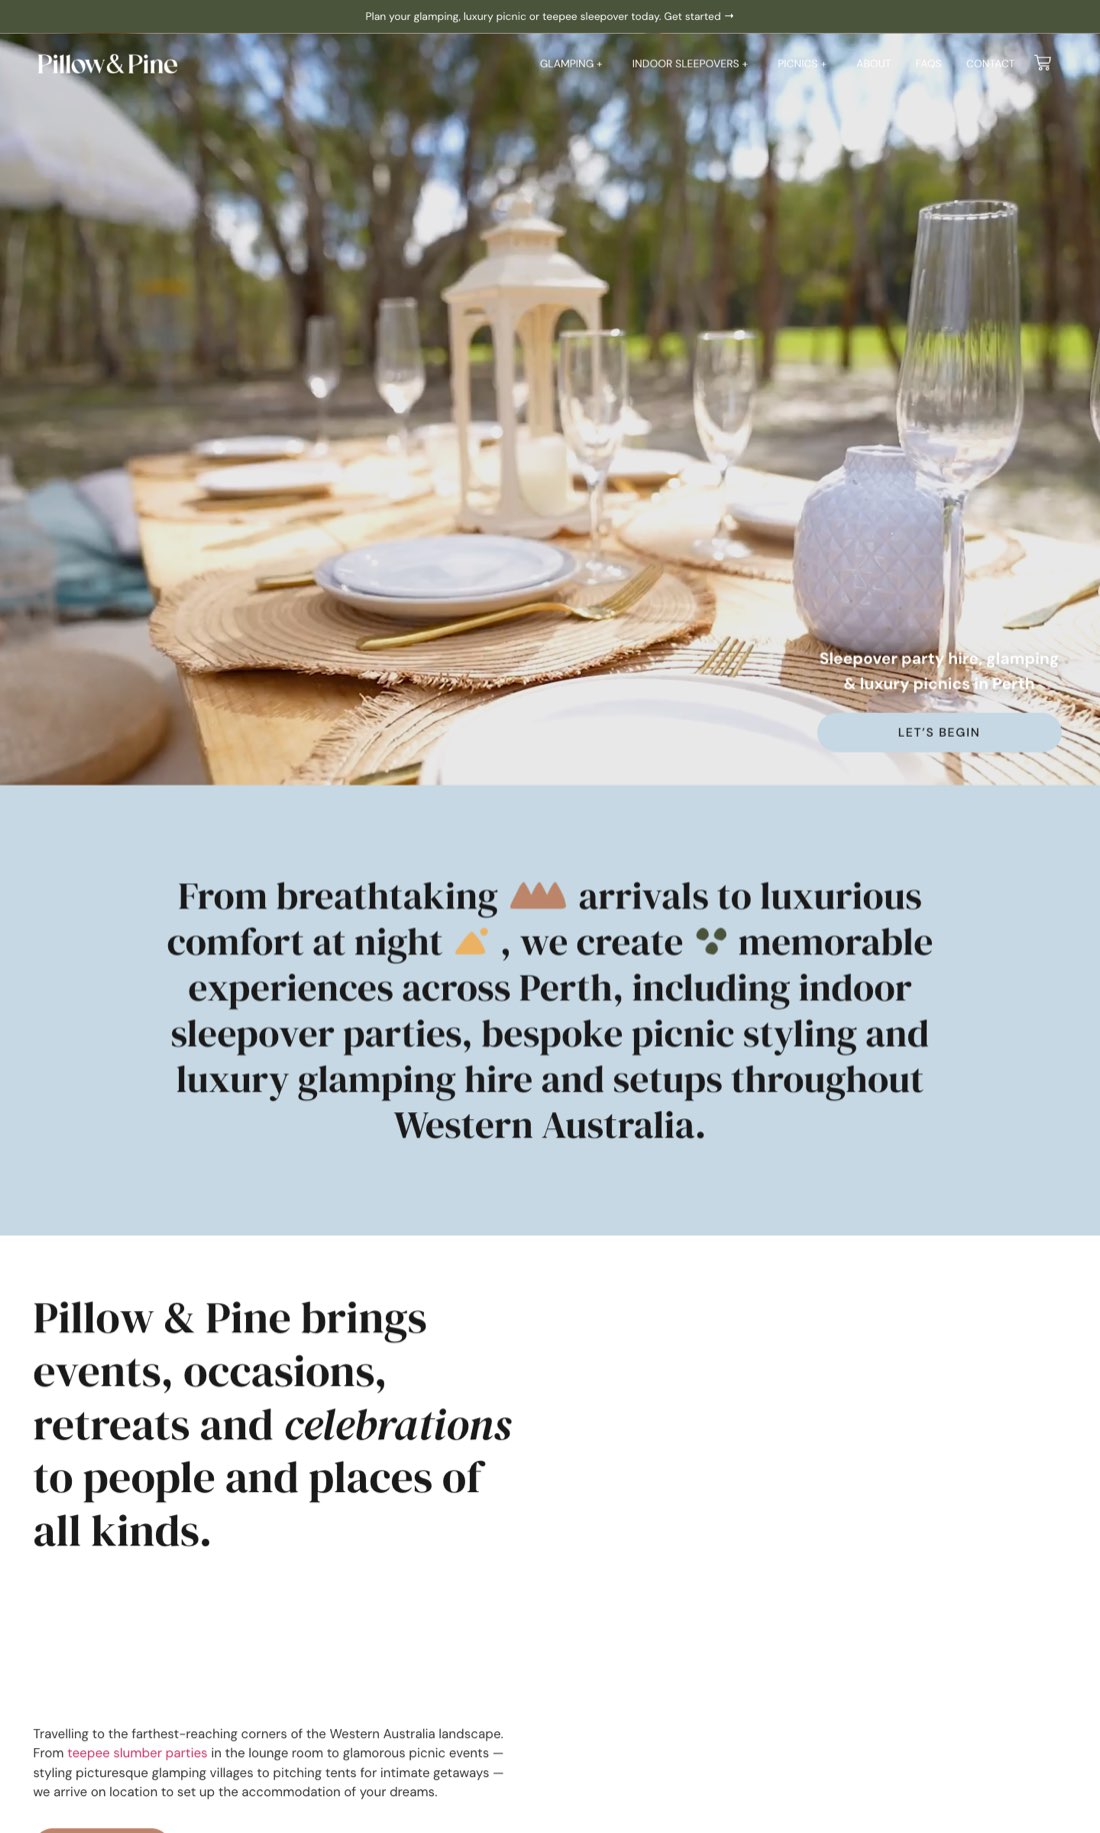 Plan your glamping, luxury picnic or teepee sleepover today. Get started →
Pillow & Pine
GLAMPING +
INDOOR SLEEPOVERS +
PICNICS +
ABOUT
FAQS
CONTACT
Sleepover party hire, glamping
& luxury picnics in Perth
LET'S BEGIN
From breathtaking arrivals to luxurious
comfort at night , we create memorable
experiences across Perth, including indoor
sleepover parties, bespoke picnic styling and
luxury glamping hire and setups throughout
Western Australia.
Pillow & Pine brings
events, occasions,
retreats and celebrations
to people and places of
all kinds.
Travelling to the farthest-reaching corners of the Western Australia landscape.
From teepee slumber parties in the lounge room to glamorous picnic events —
styling picturesque glamping villages to pitching tents for intimate getaways —
we arrive on location to set up the accommodation of your dreams.